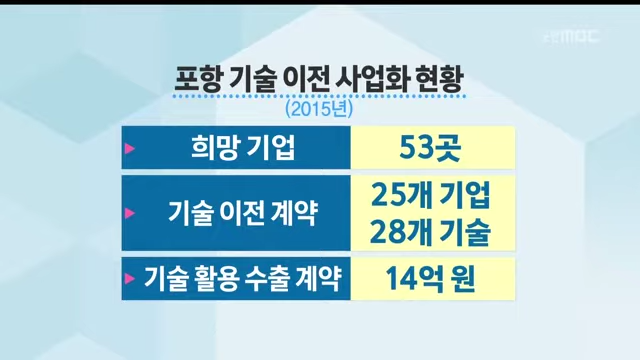 포항 기술 이전 사업화 현황
(2015년)
희망 기업 53곳
기술 이전 계약 25개 기업
28개 기술
기술 활용 수출 계약 14억 원